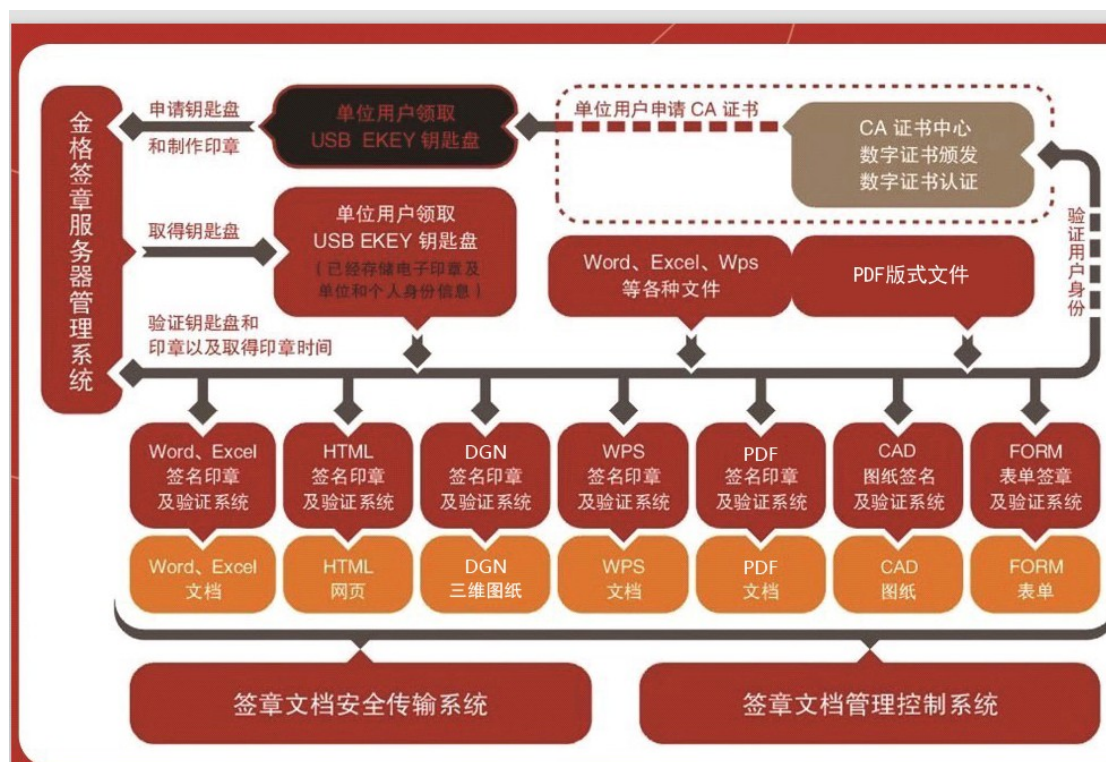 金格签章服务器管理系统
申请钥匙盘
和制作印章
单位用户领取
USB EKEY 钥匙盘
单位用户申请 CA 证书
CA 证书中心
数字证书颁发
数字证书认证
取得钥匙盘
单位用户领取
USB EKEY 钥匙盘
（已经存储电子印章及
单位和个人身份信息）
Word、Excel、Wps
等各种文件
PDF版式文件
验证用户身份
验证钥匙盘和
印章以及取得印章时间
Word、Excel
签名印章
及验证系统
HTML
签名印章
及验证系统
DGN
签名印章
及验证系统
WPS
签名印章
及验证系统
PDF
签名印章
及验证系统
CAD
图纸签名
及验证系统
FORM
表单签章
及验证系统
Word、Excel
文档
HTML
网页
DGN
三维图纸
WPS
文档
PDF
文档
CAD
图纸
FORM
表单
签章文档安全传输系统
签章文档管理控制系统